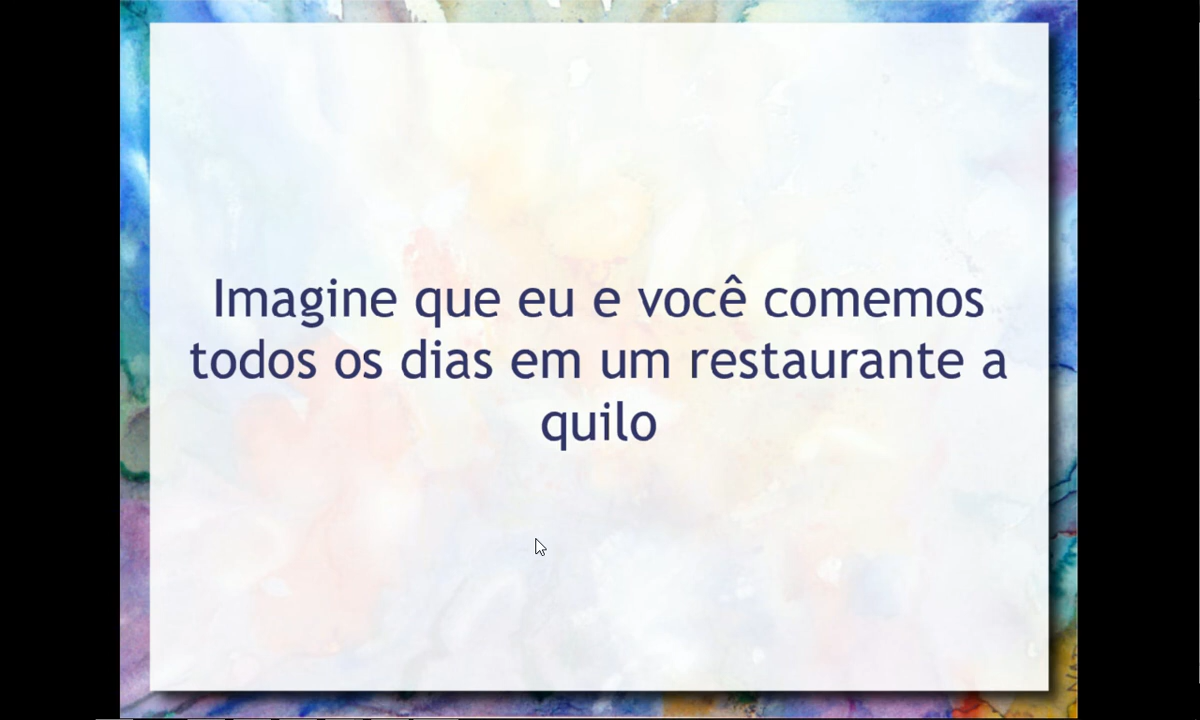 Imagine que eu e você comemos
todos os dias em um restaurante a
quilo